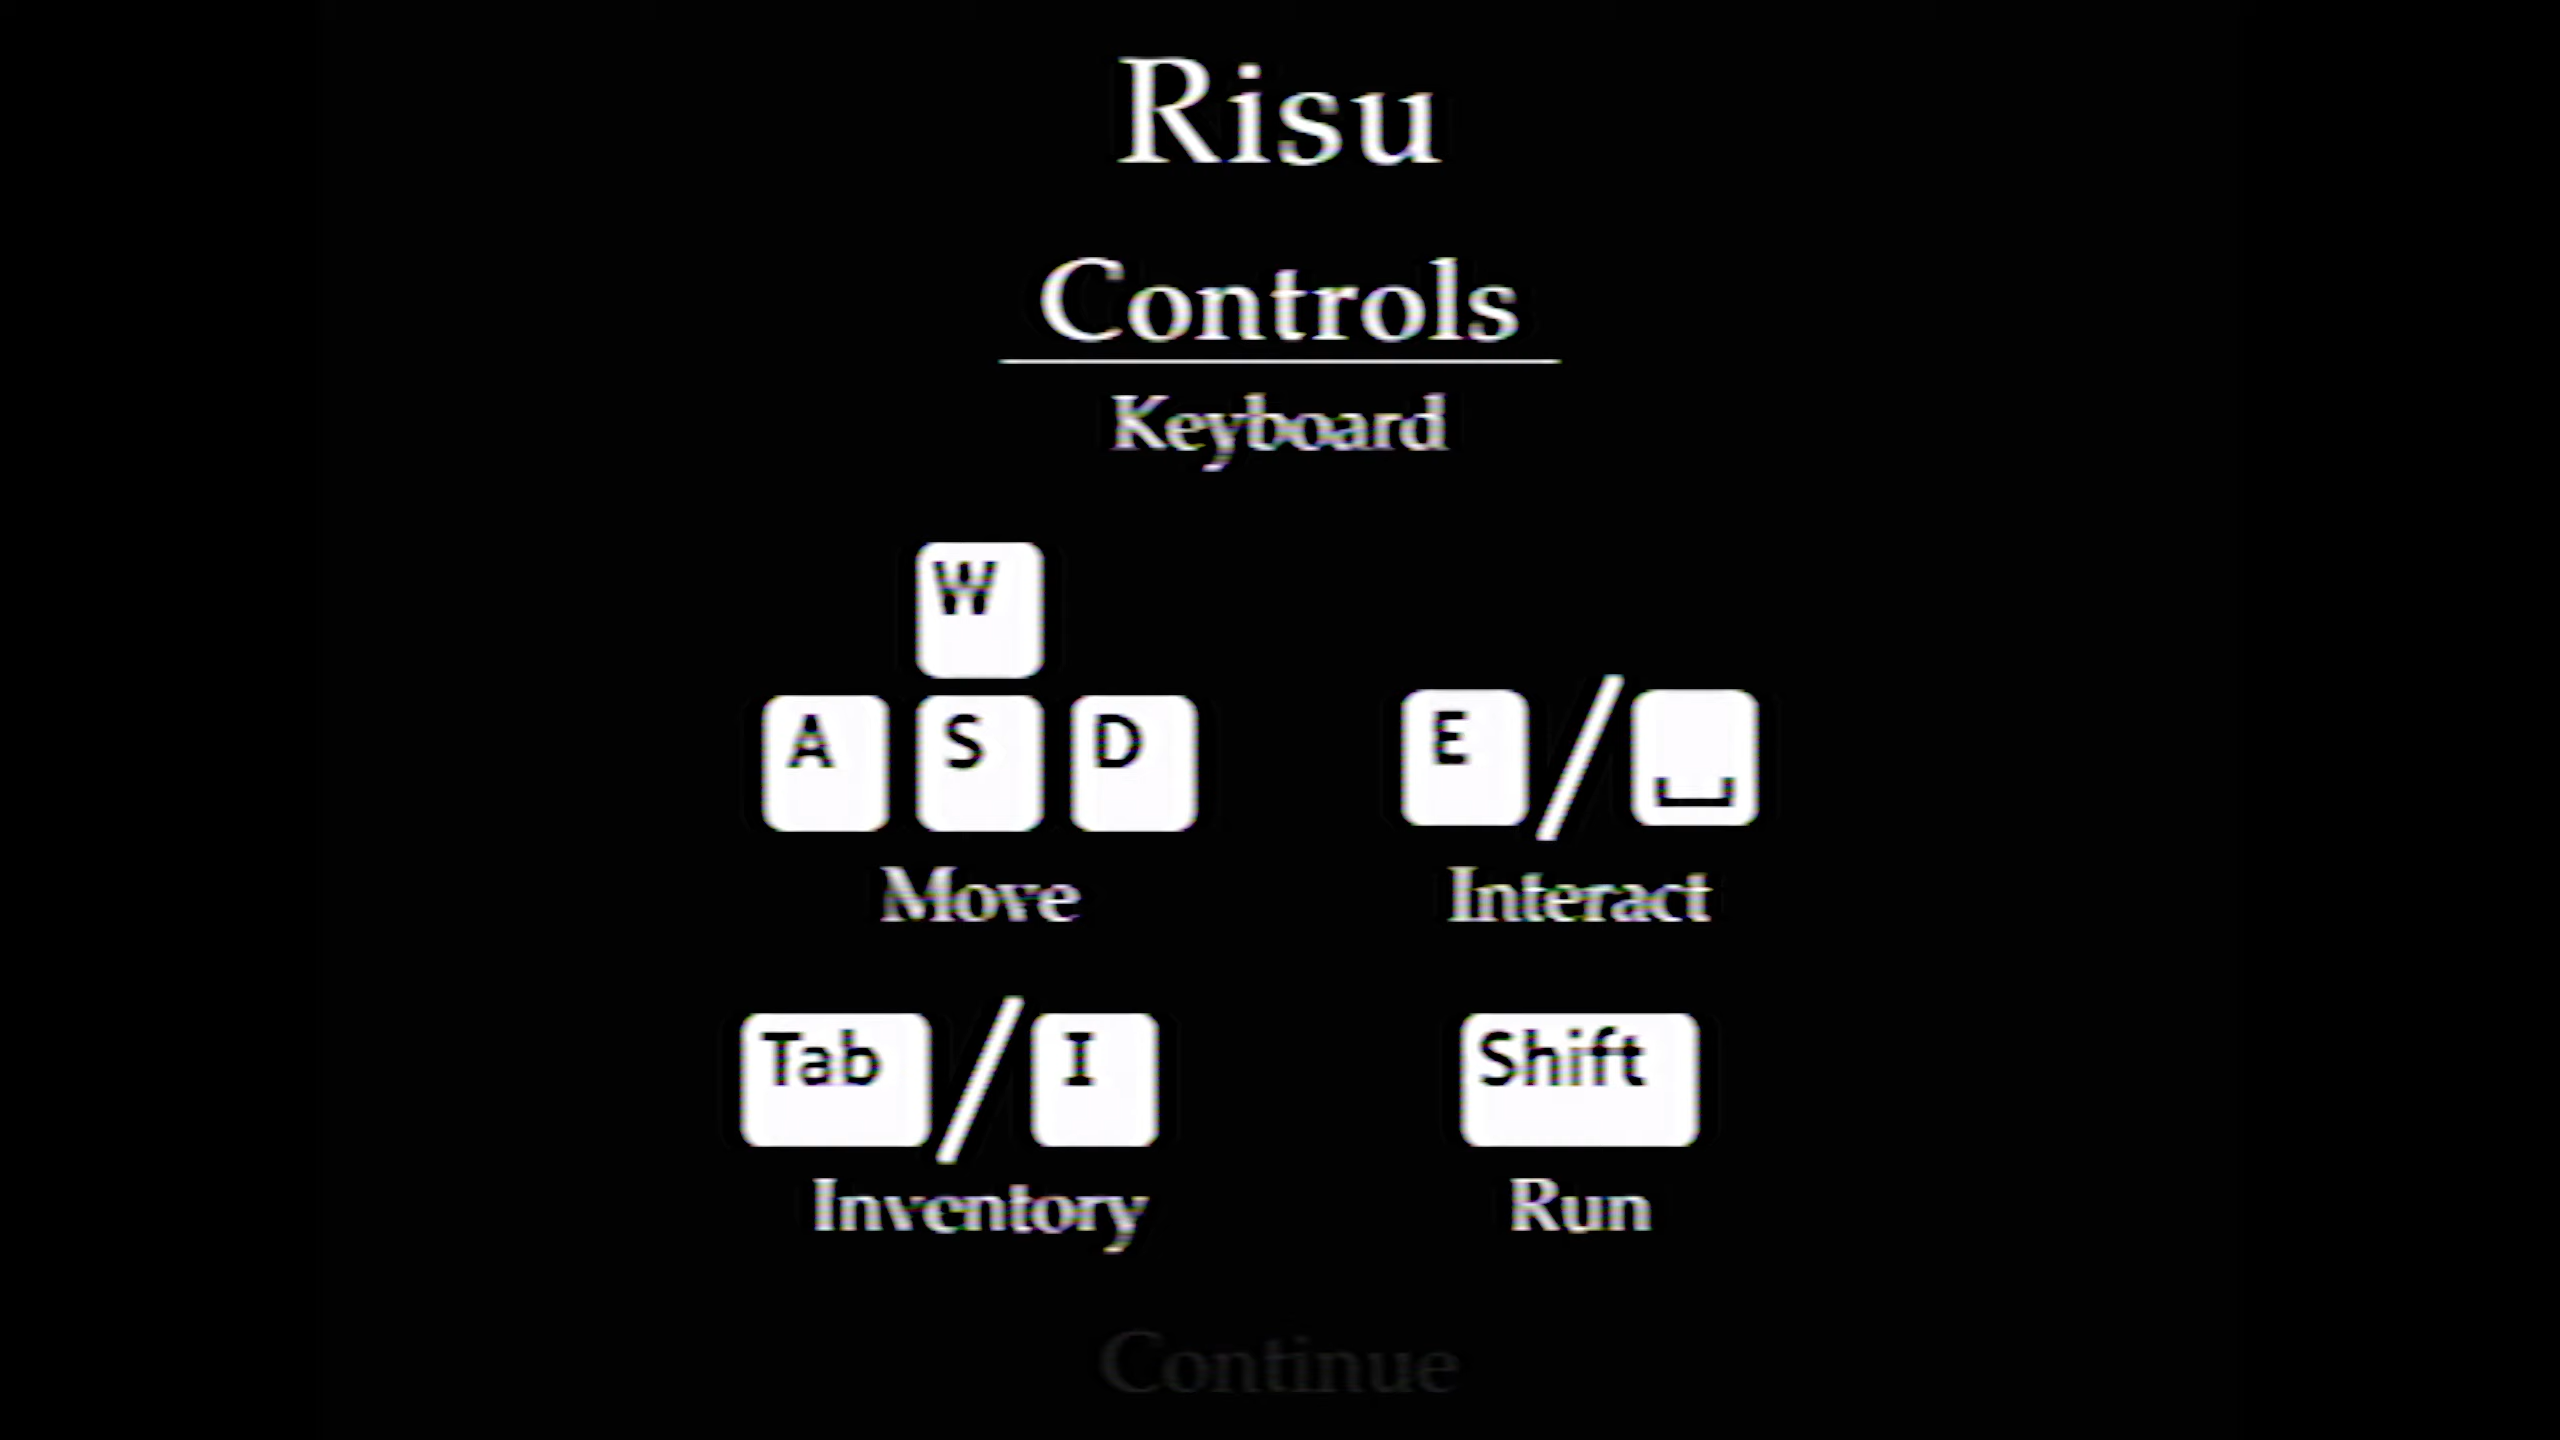 Risu
Controls
Keyboard
W
A S D
E /
Move
Interact
Tab / I
Shift
Inventory
Run
Continue